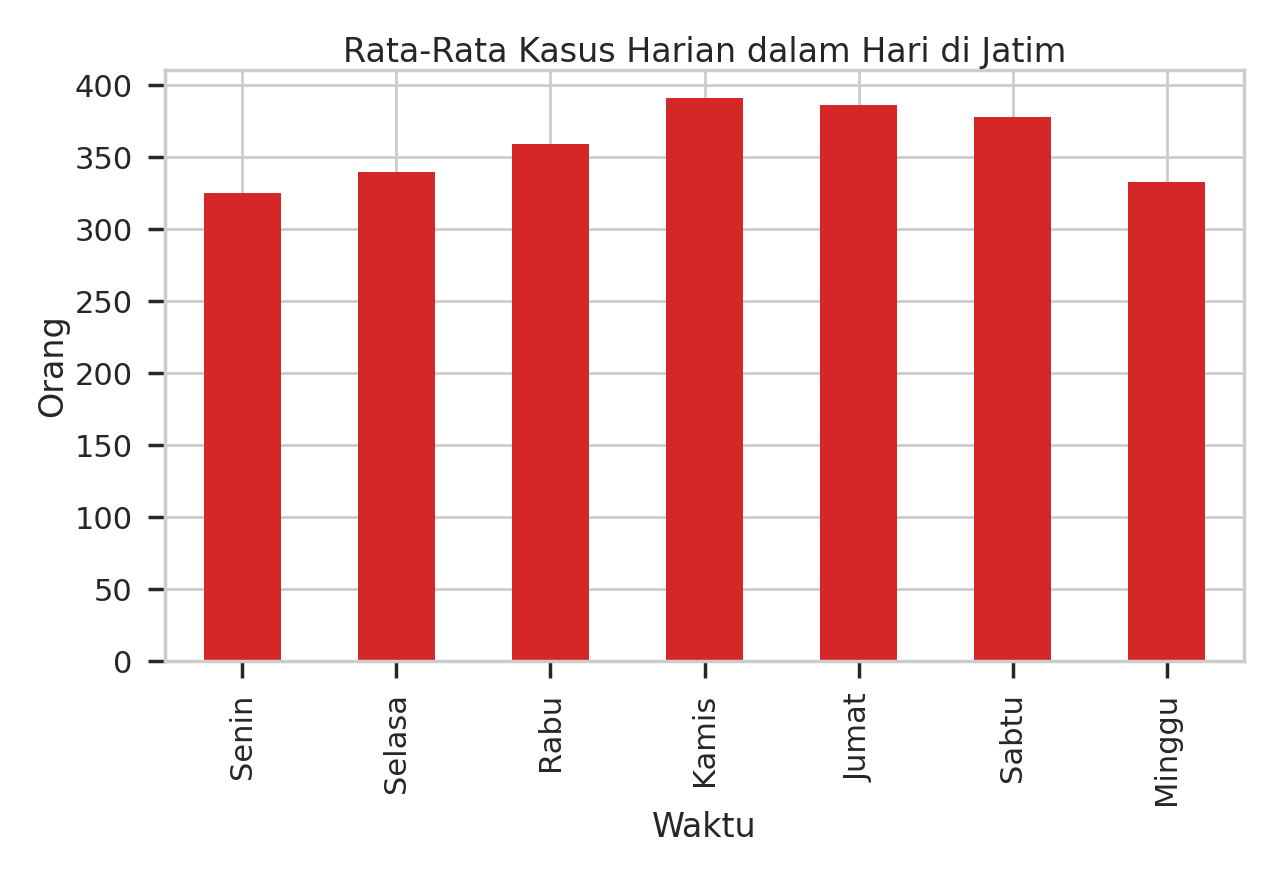 Rata-Rata Kasus Harian dalam Hari di Jatim
Orang
400
350
300
250
200
150
100
50
0
Senin
Selasa
Rabu
Kamis
Jumat
Sabtu
Minggu
Waktu